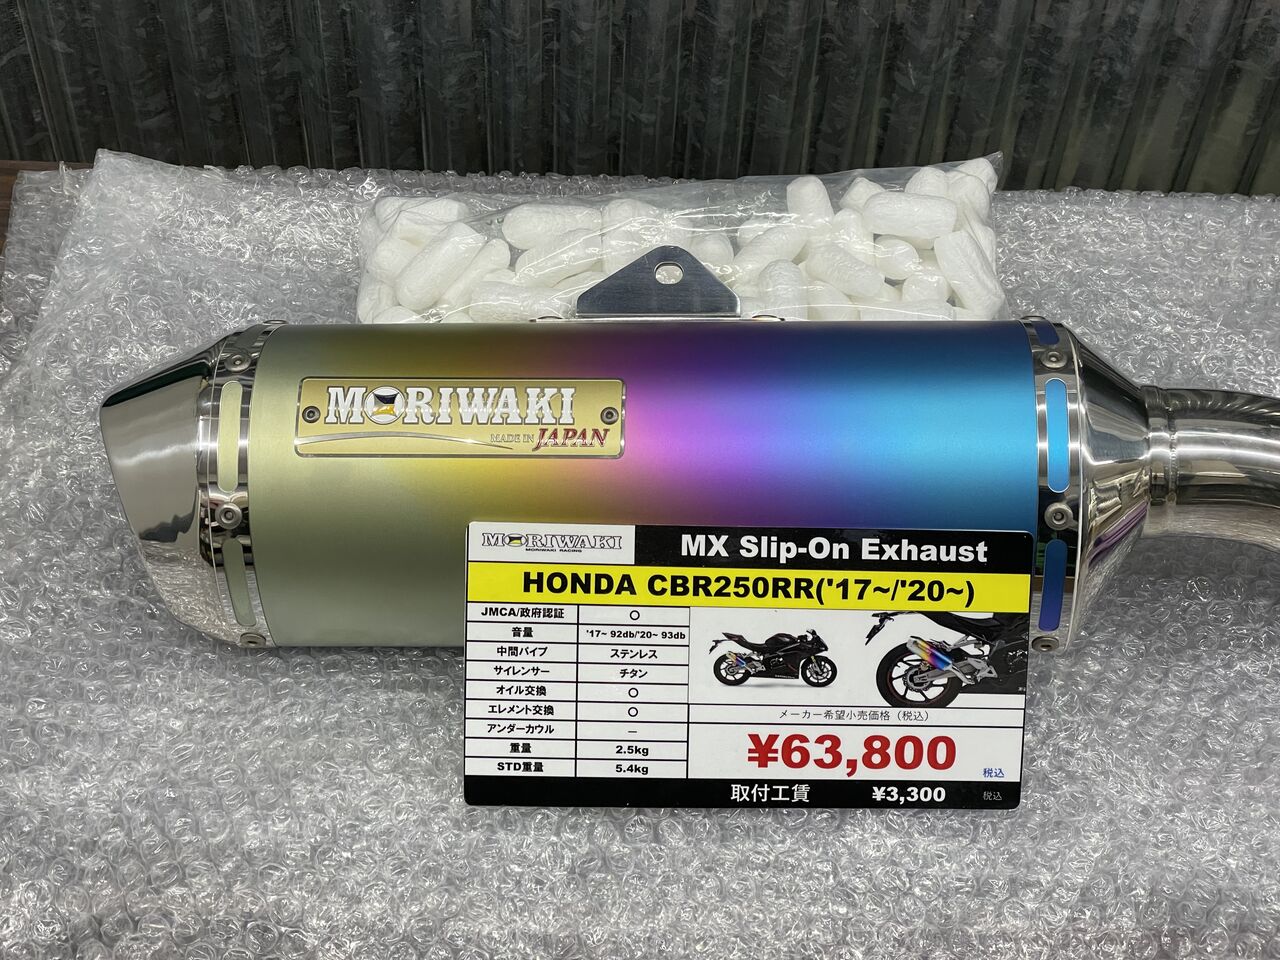 MORIWAKI
MADE IN JAPAN
MORIWAKI
MORIWAKI RACING
MX Slip-On Exhaust
HONDA CBR250RR('17~/'20~)
JMCA/政府認証 ○
音量 '17~ 92db/'20~ 93db
中間パイプ ステンレス
サイレンサー チタン
オイル交換 ○
エレメント交換 ○
アンダーカウル －
重量 2.5kg
STD重量 5.4kg
メーカー希望小売価格（税込）
¥63,800 税込
取付工賃 ¥3,300 税込